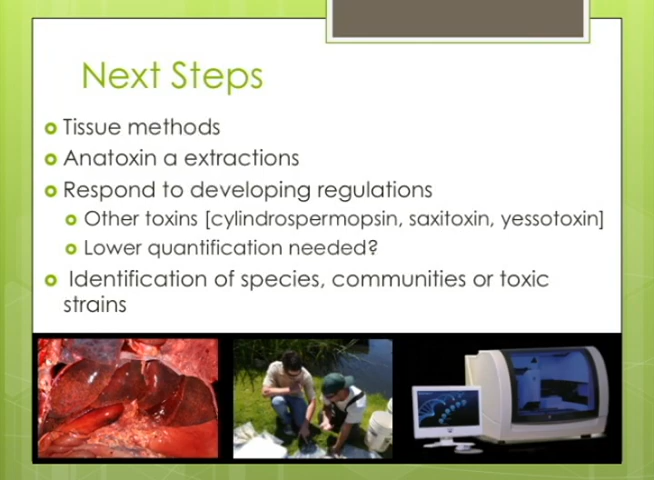 Next Steps
Tissue methods
Anatoxin a extractions
Respond to developing regulations
Other toxins [cylindrospermopsin, saxitoxin, yessotoxin]
Lower quantification needed?
Identification of species, communities or toxic
strains